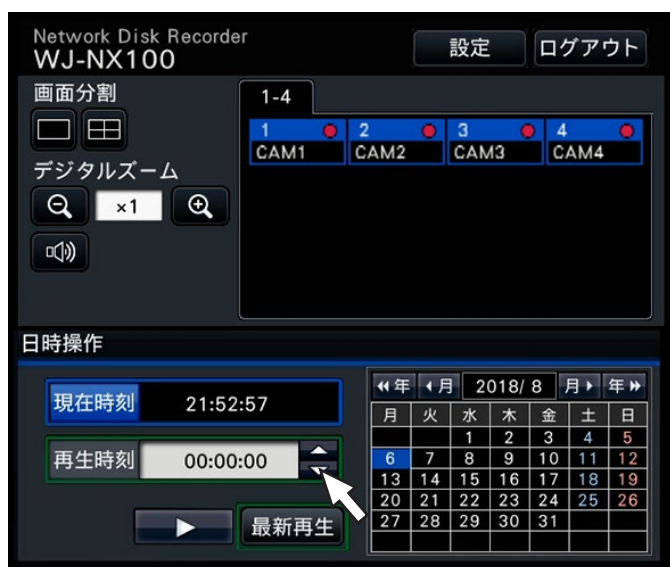 Network Disk Recorder
WJ-NX100
設定 ログアウト
画面分割
1-4
1 2 3 4
CAM1 CAM2 CAM3 CAM4
デジタルズーム
×1
日時操作
年 月 2018/ 8 月 年
現在時刻 21:52:57
月 火 水 木 金 土 日
1 2 3 4 5
再生時刻 00:00:00
6 7 8 9 10 11 12
13 14 15 16 17 18 19
20 21 22 23 24 25 26
最新再生
27 28 29 30 31